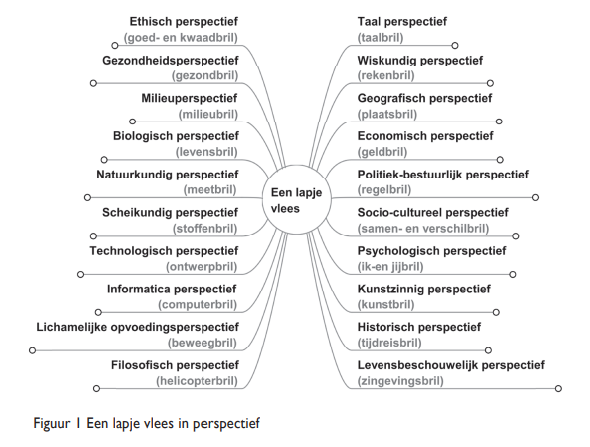 Ethisch perspectief
(goed- en kwaadbril)
Gezondheidsperspectief
(gezondbril)
Milieuperspectief
(milieubril)
Biologisch perspectief
(levensbril)
Natuurkundig perspectief
(meetbril)
Scheikundig perspectief
(stoffenbril)
Technologisch perspectief
(ontwerpbril)
Informatica perspectief
(computerbril)
Lichamelijke opvoedingsperspectief
(beweegbril)
Filosofisch perspectief
(helicopterbril)
Een lapje
vlees
Taal perspectief
(taalbril)
Wiskundig perspectief
(rekenbril)
Geografisch perspectief
(plaatsbril)
Economisch perspectief
(geldbril)
Politiek-bestuurlijk perspectief
(regelbril)
Socio-cultureel perspectief
(samen- en verschilbril)
Psychologisch perspectief
(ik-en jijbril)
Kunstzinnig perspectief
(kunstbril)
Historisch perspectief
(tijdreisbril)
Levensbeschouwelijk perspectief
(zingevingsbril)
Figuur 1 Een lapje vlees in perspectief